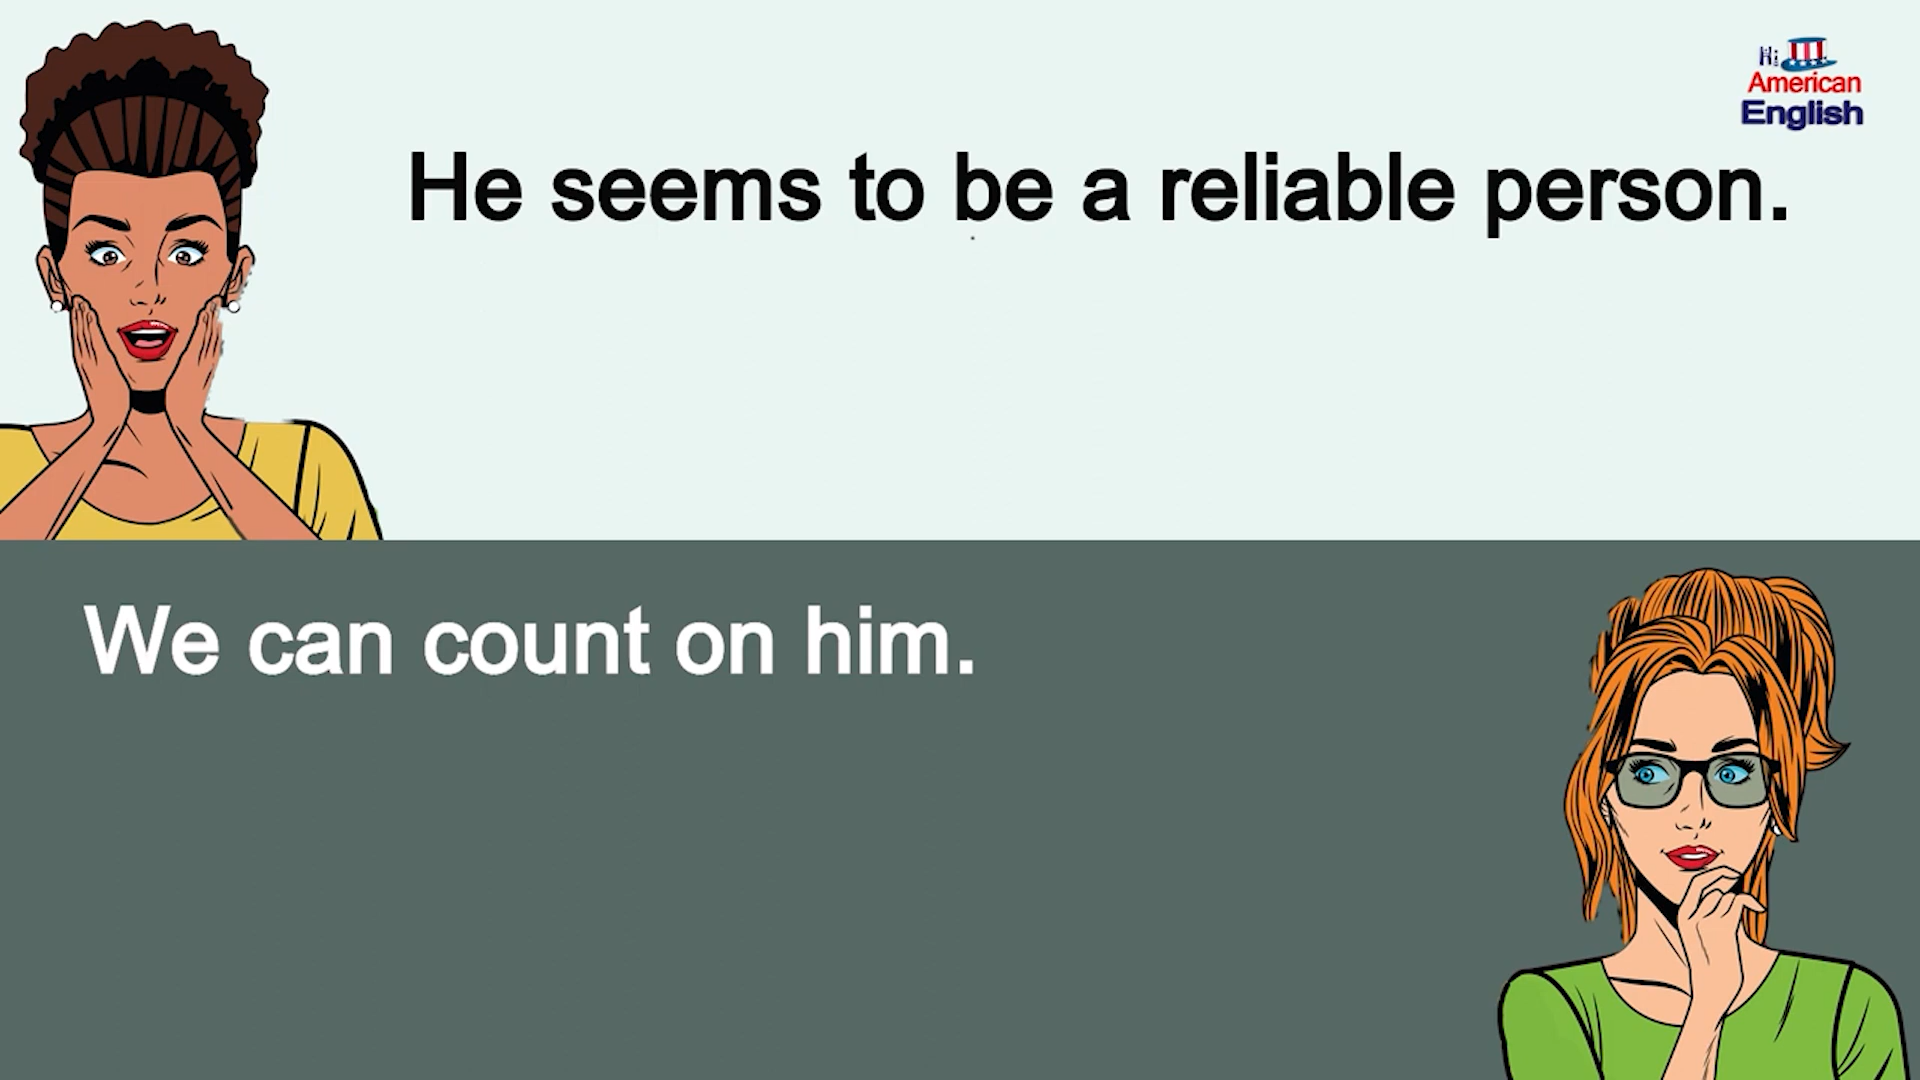 Hi
American
English
He seems to be a reliable person.
We can count on him.